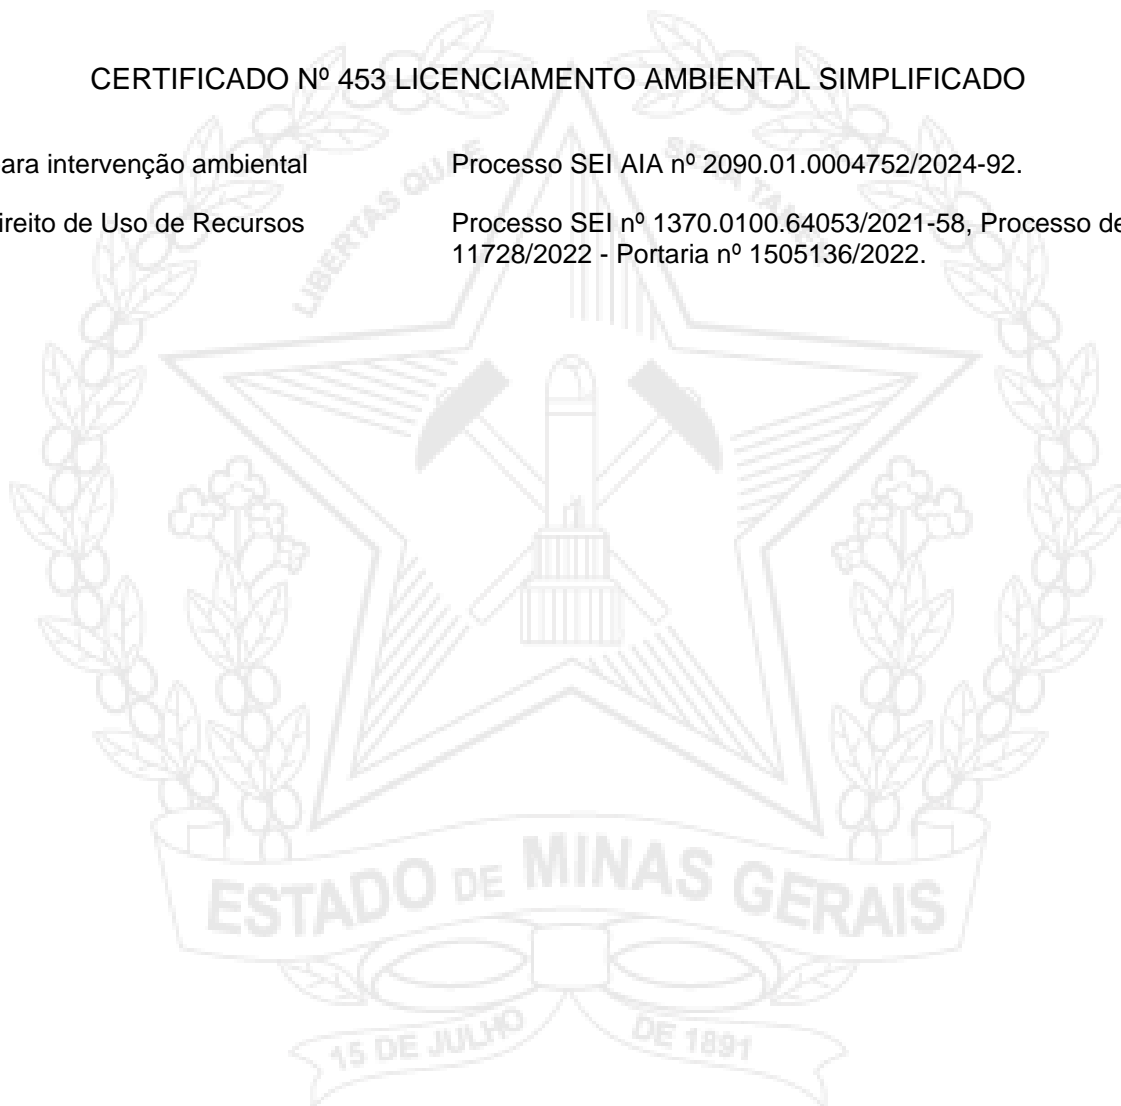 CERTIFICADO Nº 453 LICENCIAMENTO AMBIENTAL SIMPLIFICADO
ara intervenção ambiental Processo SEI AIA nº 2090.01.0004752/2024-92.
ireito de Uso de Recursos Processo SEI nº 1370.0100.64053/2021-58, Processo de
11728/2022 - Portaria nº 1505136/2022.
LIBERTAS QUÆ SERA TAMEN
ESTADO DE MINAS GERAIS
15 DE JULHO DE 1891